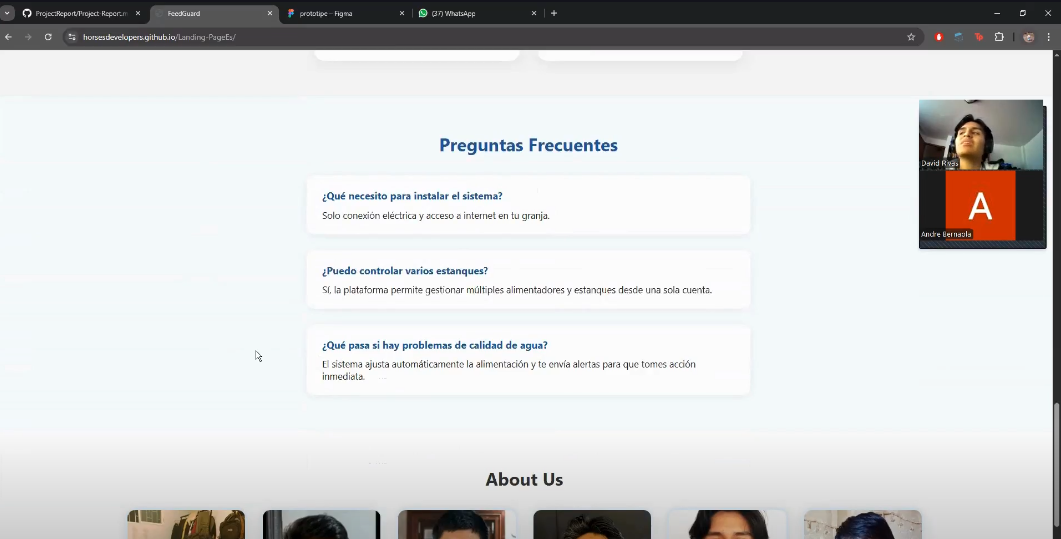 ProjectReport/Project-Report.m
FeedGuard
prototipe – Figma
(37) WhatsApp
horsesdevelopers.github.io/Landing-PageEs/
Preguntas Frecuentes
¿Qué necesito para instalar el sistema?
Solo conexión eléctrica y acceso a internet en tu granja.
¿Puedo controlar varios estanques?
Sí, la plataforma permite gestionar múltiples alimentadores y estanques desde una sola cuenta.
¿Qué pasa si hay problemas de calidad de agua?
El sistema ajusta automáticamente la alimentación y te envía alertas para que tomes acción
inmediata.
About Us
David Rivas
A
Andre Bernaola